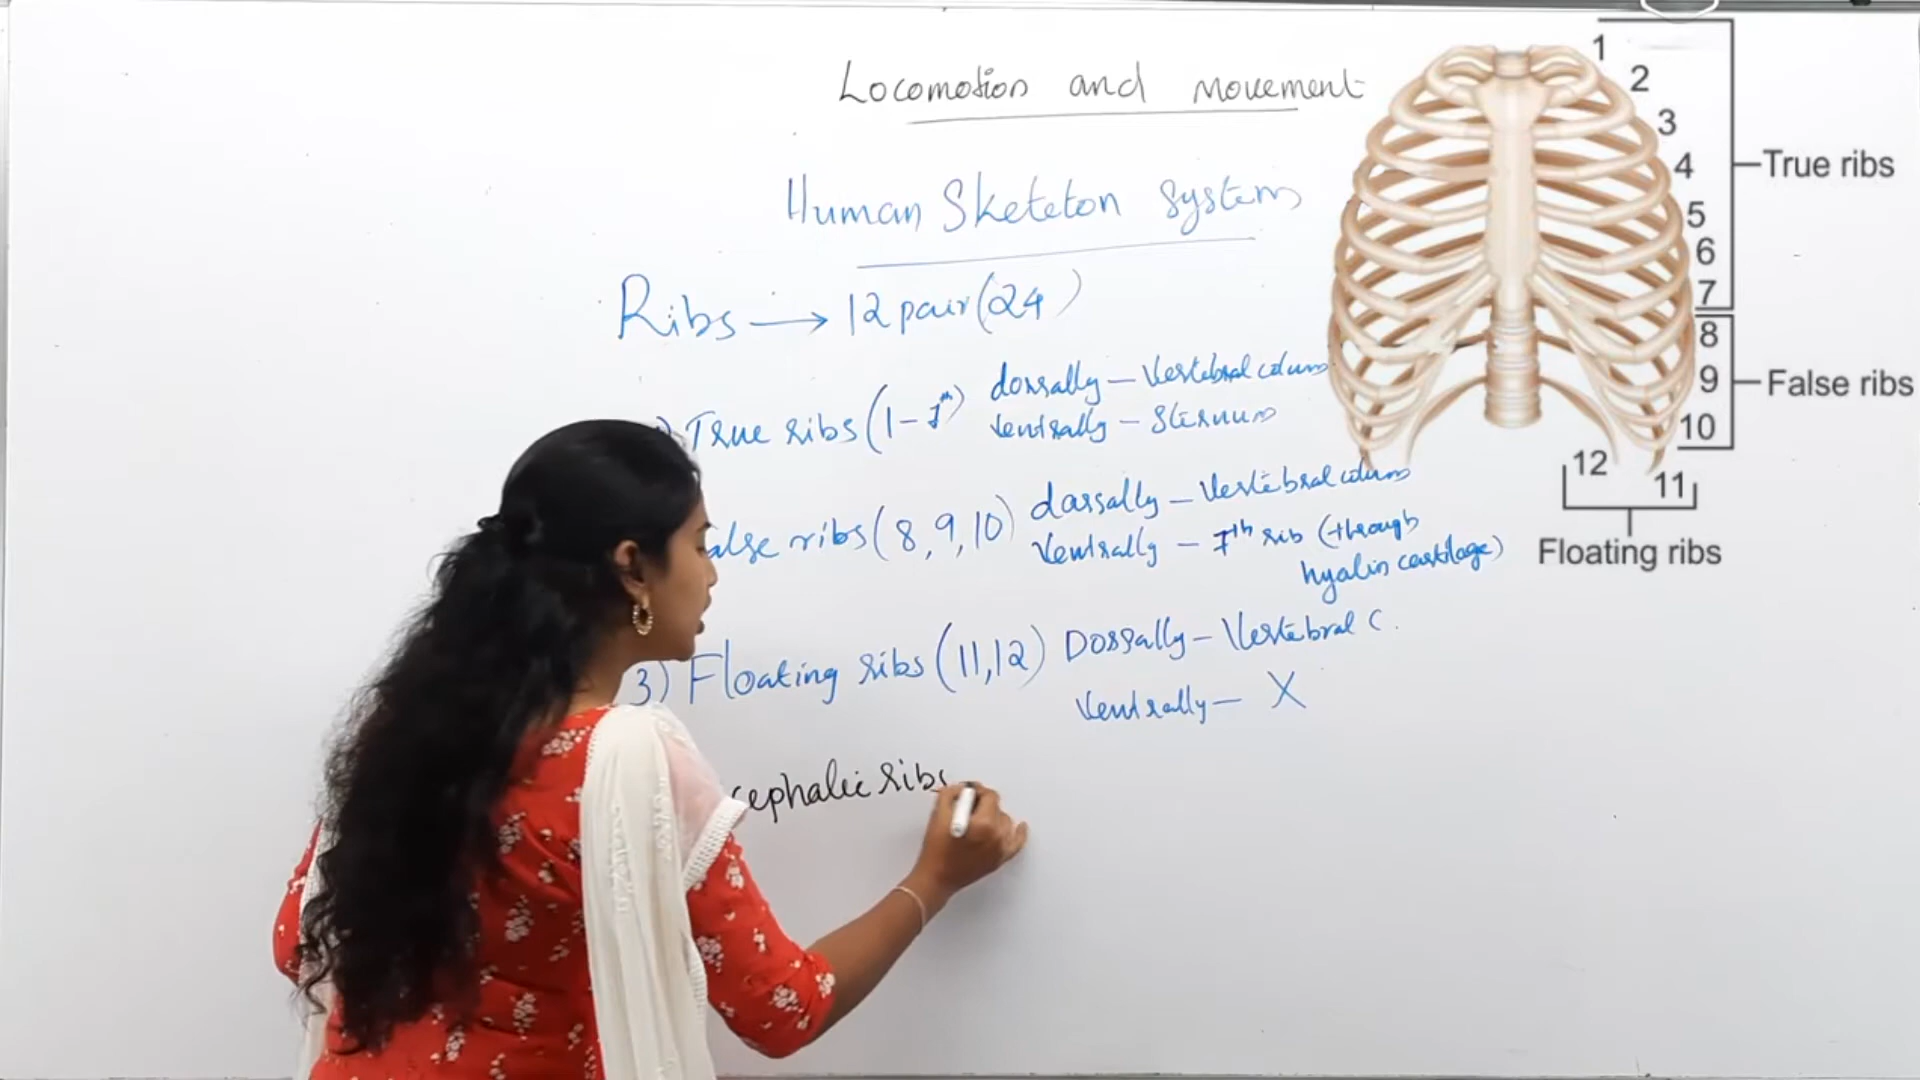 Locomotion and movement
Human Skeleton System
Ribs → 12 pair (24)
True ribs (1-7th) dorsally - Vertebral column
Ventrally - Sternum
alse ribs (8,9,10) dorsally - Vertebral column
Ventrally - 7th rib (through
hyalin cartilage)
3) Floating ribs (11,12) Dorsally - Vertebral C.
Ventrally - X
cephalic ribs
1
2
3
4
5
6
7
True ribs
8
9
10
False ribs
12
11
Floating ribs